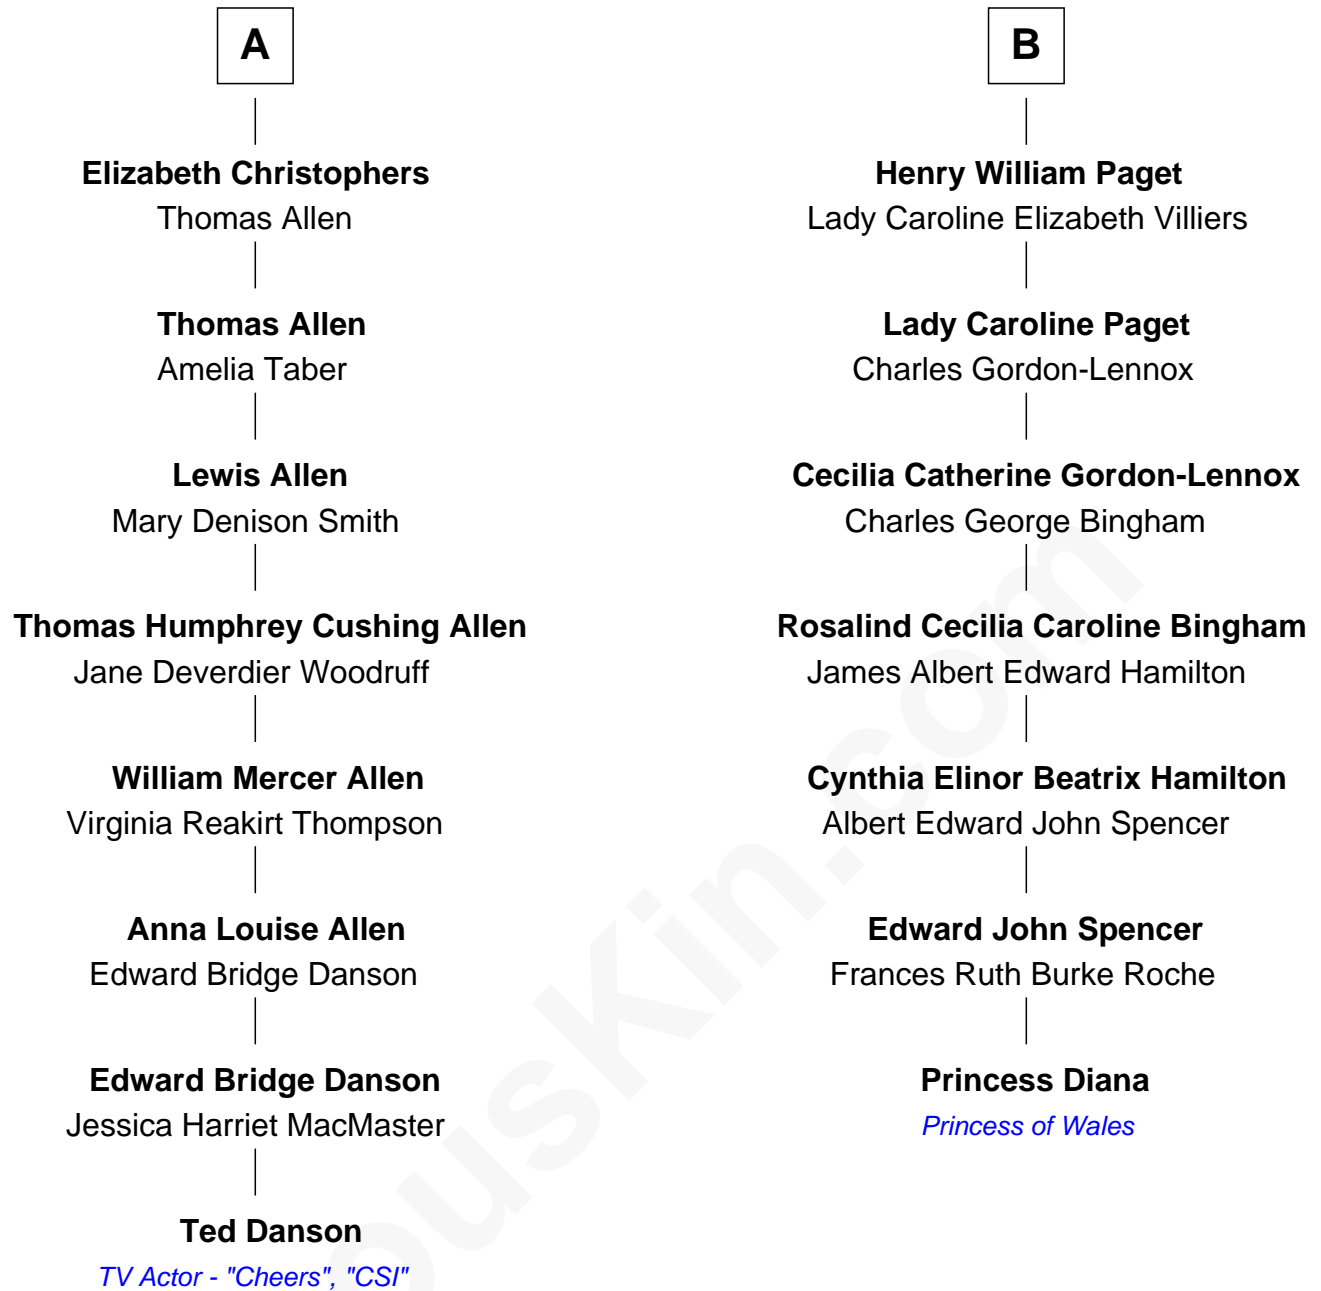 A
Elizabeth Christophers
Thomas Allen
Thomas Allen
Amelia Taber
Lewis Allen
Mary Denison Smith
Thomas Humphrey Cushing Allen
Jane Deverdier Woodruff
William Mercer Allen
Virginia Reakirt Thompson
Anna Louise Allen
Edward Bridge Danson
Edward Bridge Danson
Jessica Harriet MacMaster
Ted Danson
TV Actor - "Cheers", "CSI"
B
Henry William Paget
Lady Caroline Elizabeth Villiers
Lady Caroline Paget
Charles Gordon-Lennox
Cecilia Catherine Gordon-Lennox
Charles George Bingham
Rosalind Cecilia Caroline Bingham
James Albert Edward Hamilton
Cynthia Elinor Beatrix Hamilton
Albert Edward John Spencer
Edward John Spencer
Frances Ruth Burke Roche
Princess Diana
Princess of Wales
ousKin.com